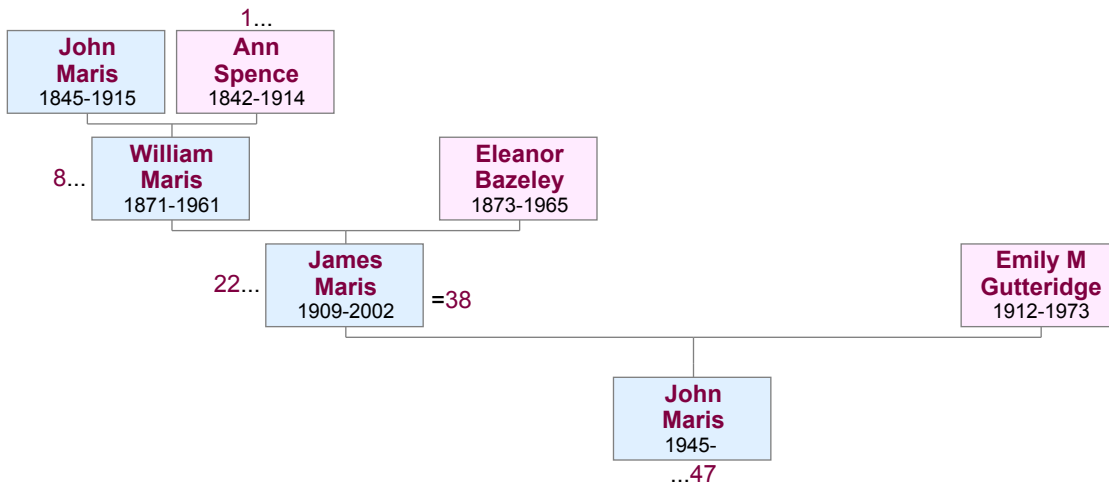 1...
John
Maris
1845-1915
Ann
Spence
1842-1914
8...
William
Maris
1871-1961
Eleanor
Bazeley
1873-1965
22...
James
Maris
1909-2002
=38
Emily M
Gutteridge
1912-1973
John
Maris
1945-
...47